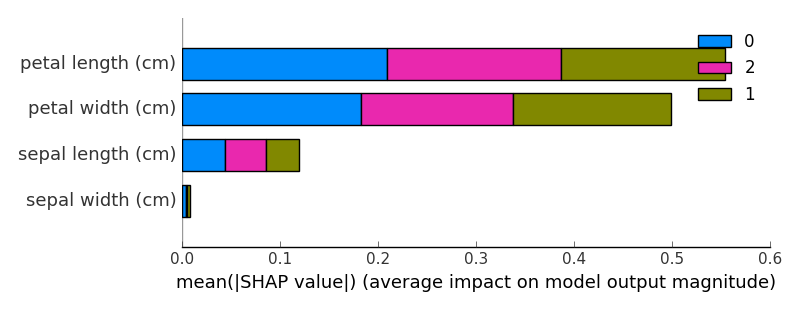 petal length (cm)
petal width (cm)
sepal length (cm)
sepal width (cm)
0
2
1
0.0 0.1 0.2 0.3 0.4 0.5 0.6
mean(|SHAP value|) (average impact on model output magnitude)